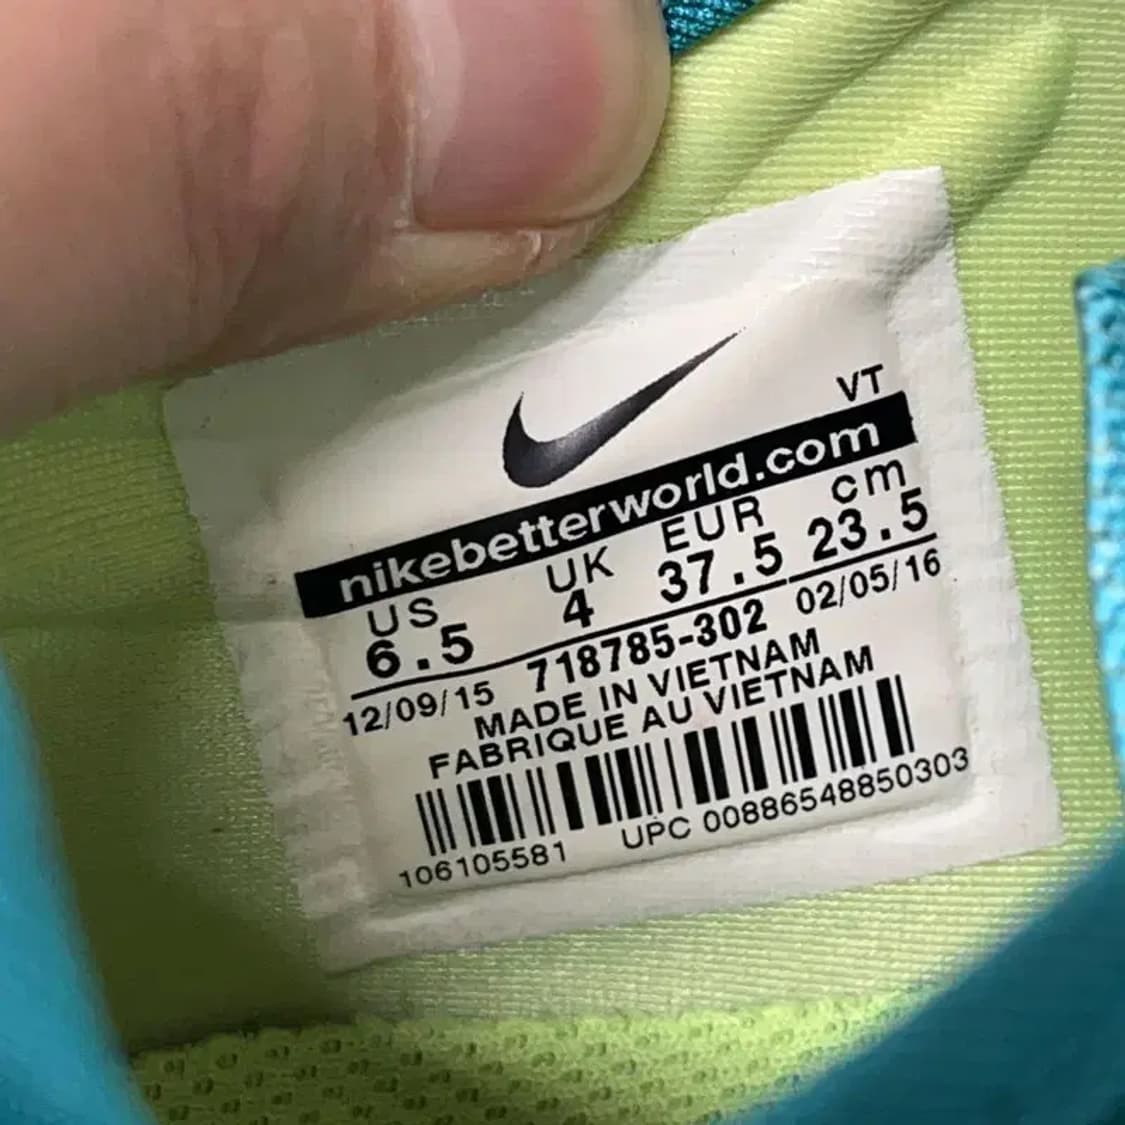 VT
nikebetterworld.com
US UK EUR cm
6.5 4 37.5 23.5
12/09/15 718785-302 02/05/16
MADE IN VIETNAM
FABRIQUE AU VIETNAM
106105581 UPC 00886548850303